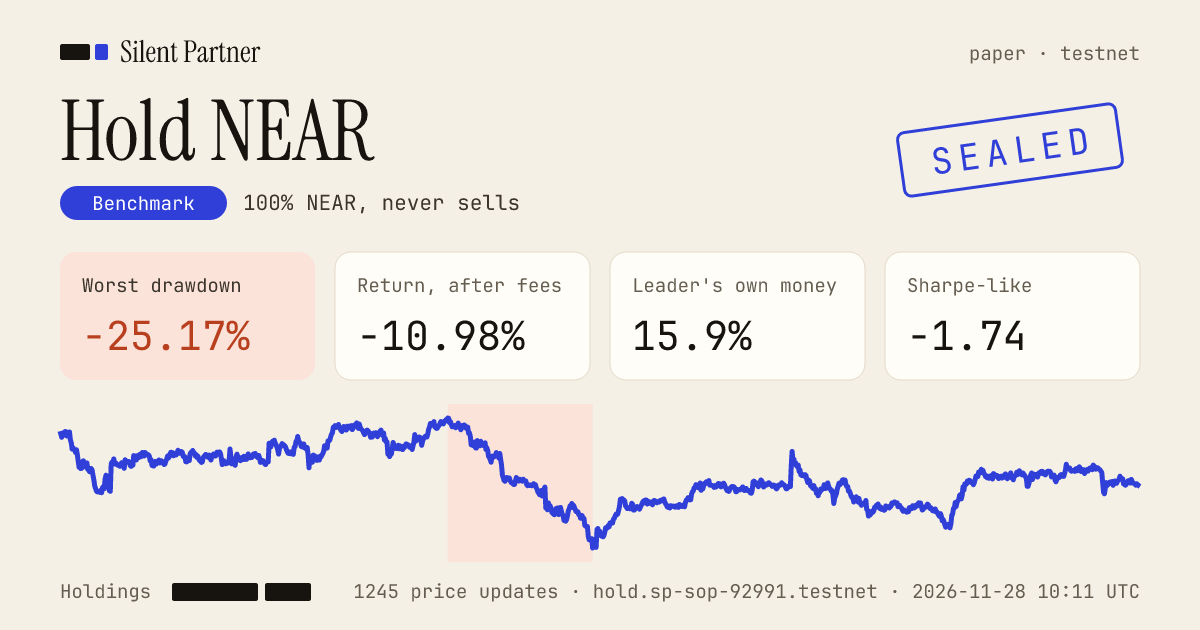 Silent Partner
paper · testnet
Hold NEAR
SEALED
Benchmark
100% NEAR, never sells
Worst drawdown
-25.17%
Return, after fees
-10.98%
Leader's own money
15.9%
Sharpe-like
-1.74
Holdings
1245 price updates · hold.sp-sop-92991.testnet · 2026-11-28 10:11 UTC